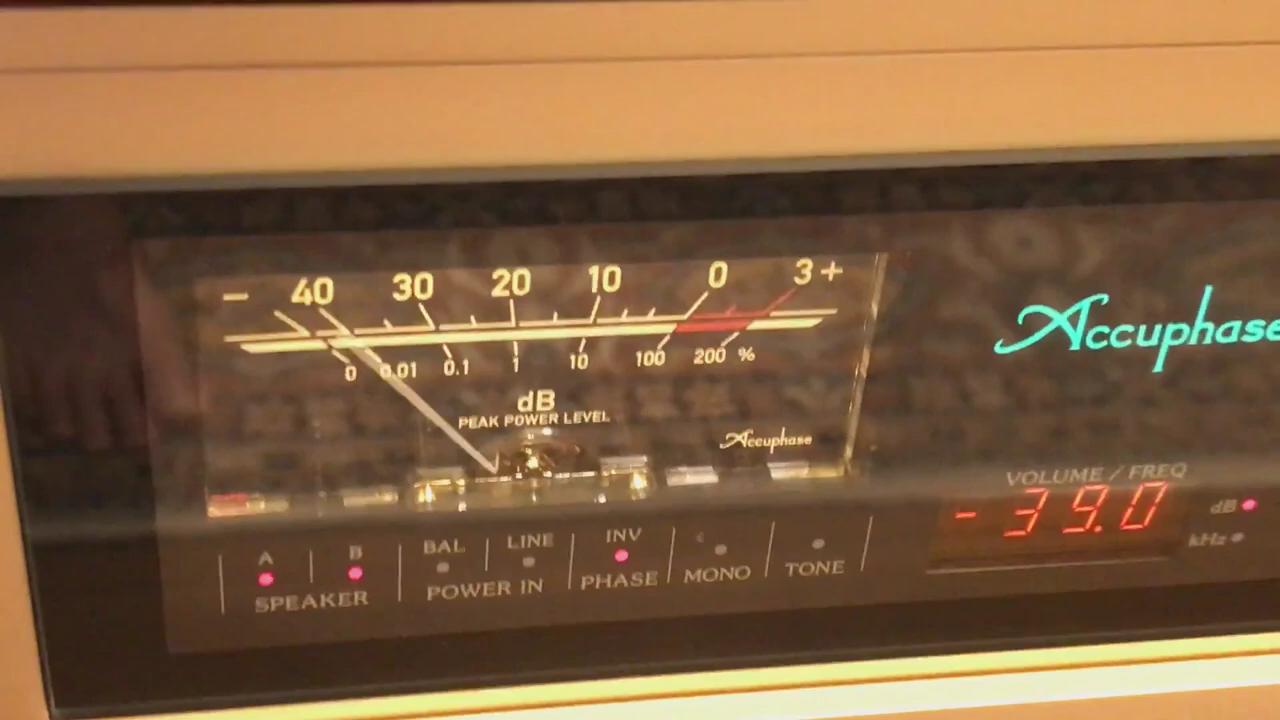 − 40 30 20 10 0 3 +
0 0.01 0.1 1 10 100 200 %
dB
PEAK POWER LEVEL
Accuphase
Accuphase
VOLUME / FREQ
-39.0
dB
kHz
A B BAL LINE INV
SPEAKER POWER IN PHASE MONO TONE